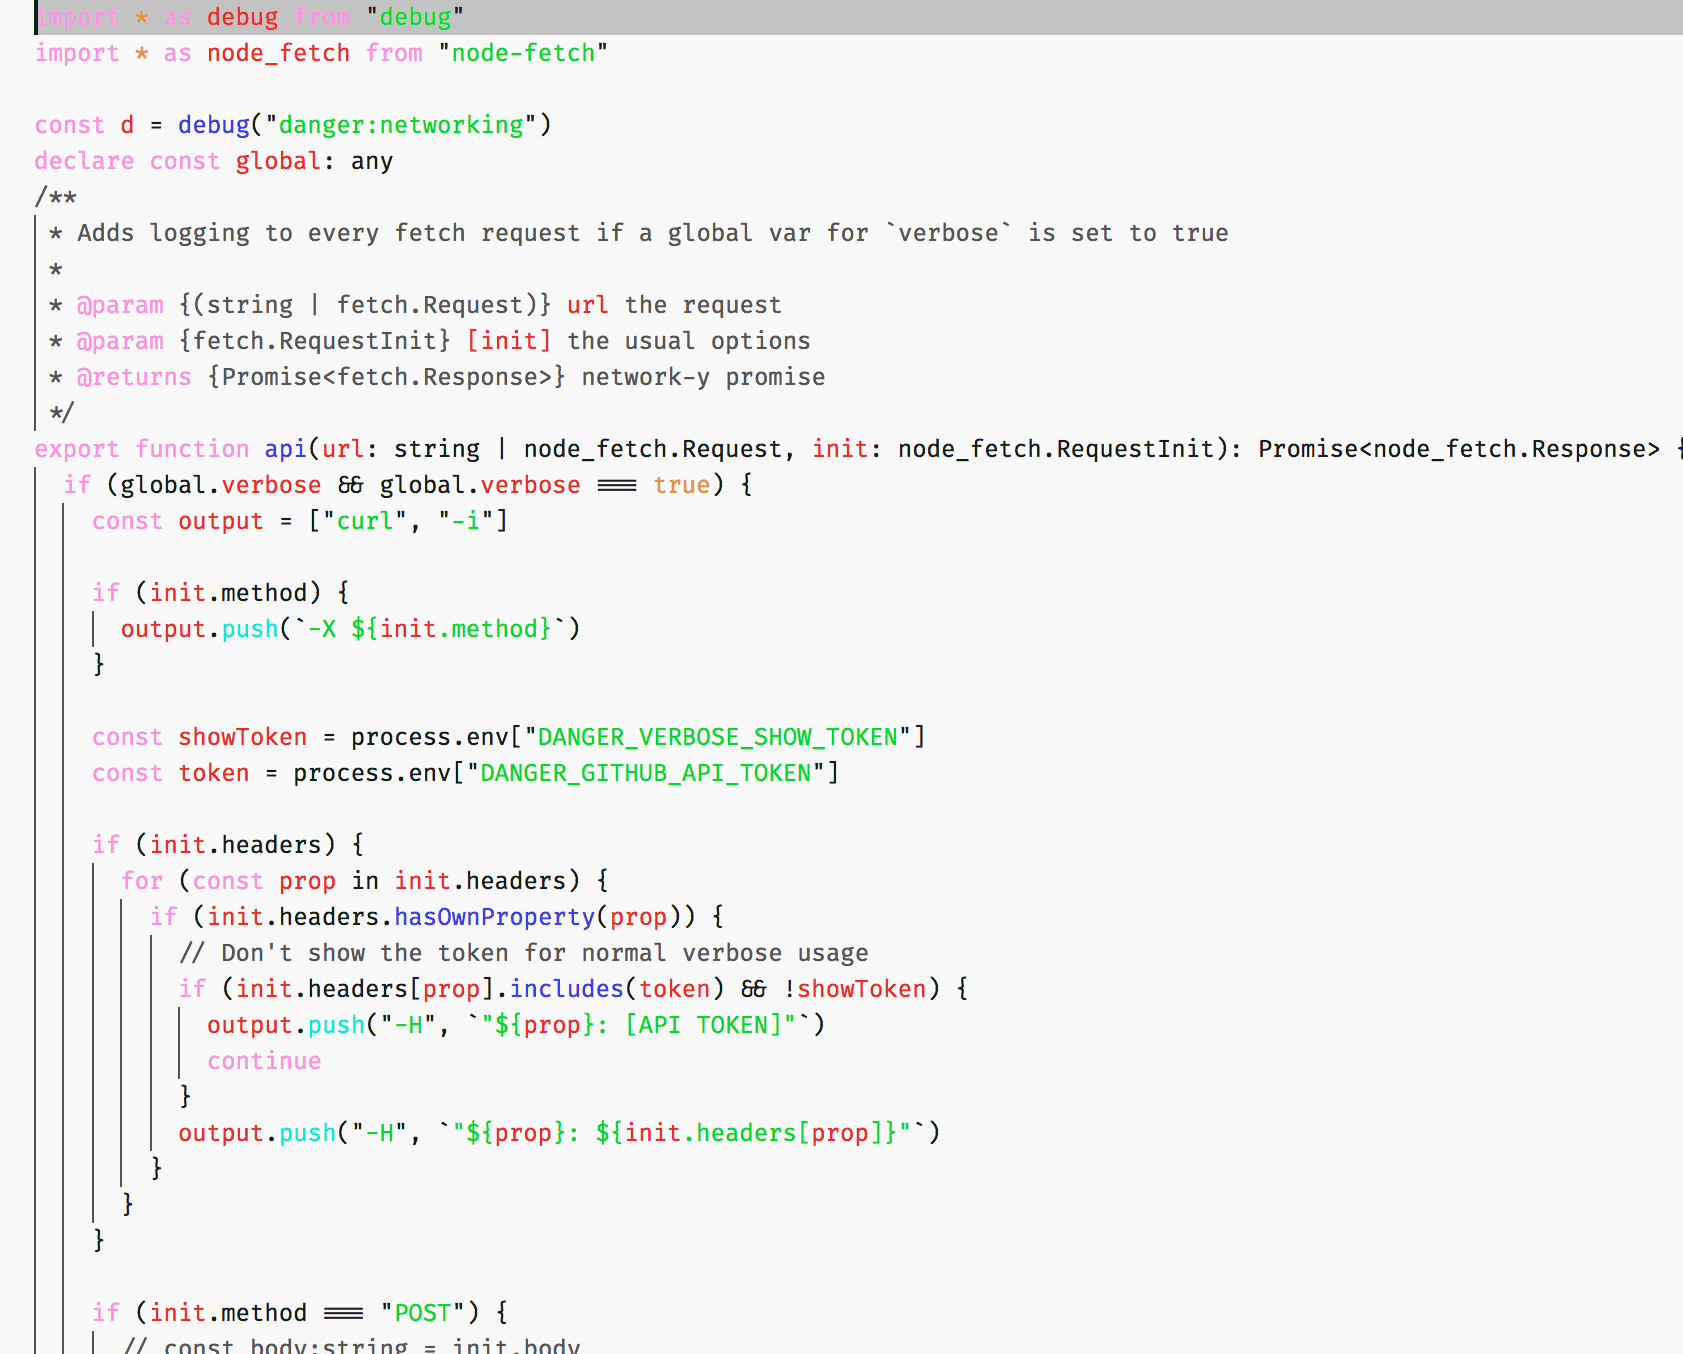 import * as debug from "debug"
import * as node_fetch from "node-fetch"
const d = debug("danger:networking")
declare const global: any
/**
* Adds logging to every fetch request if a global var for `verbose` is set to true
*
* @param {(string | fetch.Request)} url the request
* @param {fetch.RequestInit} [init] the usual options
* @returns {Promise<fetch.Response>} network-y promise
*/
export function api(url: string | node_fetch.Request, init: node_fetch.RequestInit): Promise<node_fetch.Response> {
if (global.verbose && global.verbose === true) {
const output = ["curl", "-i"]
if (init.method) {
output.push(`-X ${init.method}`)
}
const showToken = process.env["DANGER_VERBOSE_SHOW_TOKEN"]
const token = process.env["DANGER_GITHUB_API_TOKEN"]
if (init.headers) {
for (const prop in init.headers) {
if (init.headers.hasOwnProperty(prop)) {
// Don't show the token for normal verbose usage
if (init.headers[prop].includes(token) && !showToken) {
output.push("-H", `"${prop}: [API TOKEN]"`)
continue
}
output.push("-H", `"${prop}: ${init.headers[prop]}"`)
}
}
}
if (init.method === "POST") {
// const body:string = init.body